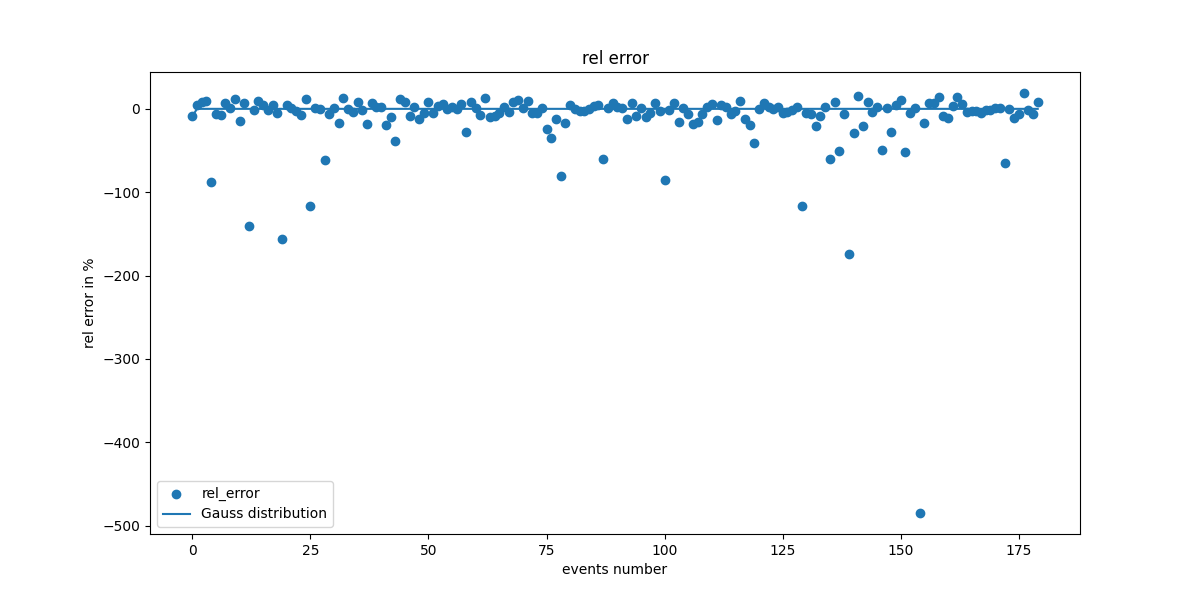 rel error
0
−100
−200
−300
−400
−500
rel error in %
rel_error
Gauss distribution
0 25 50 75 100 125 150 175
events number